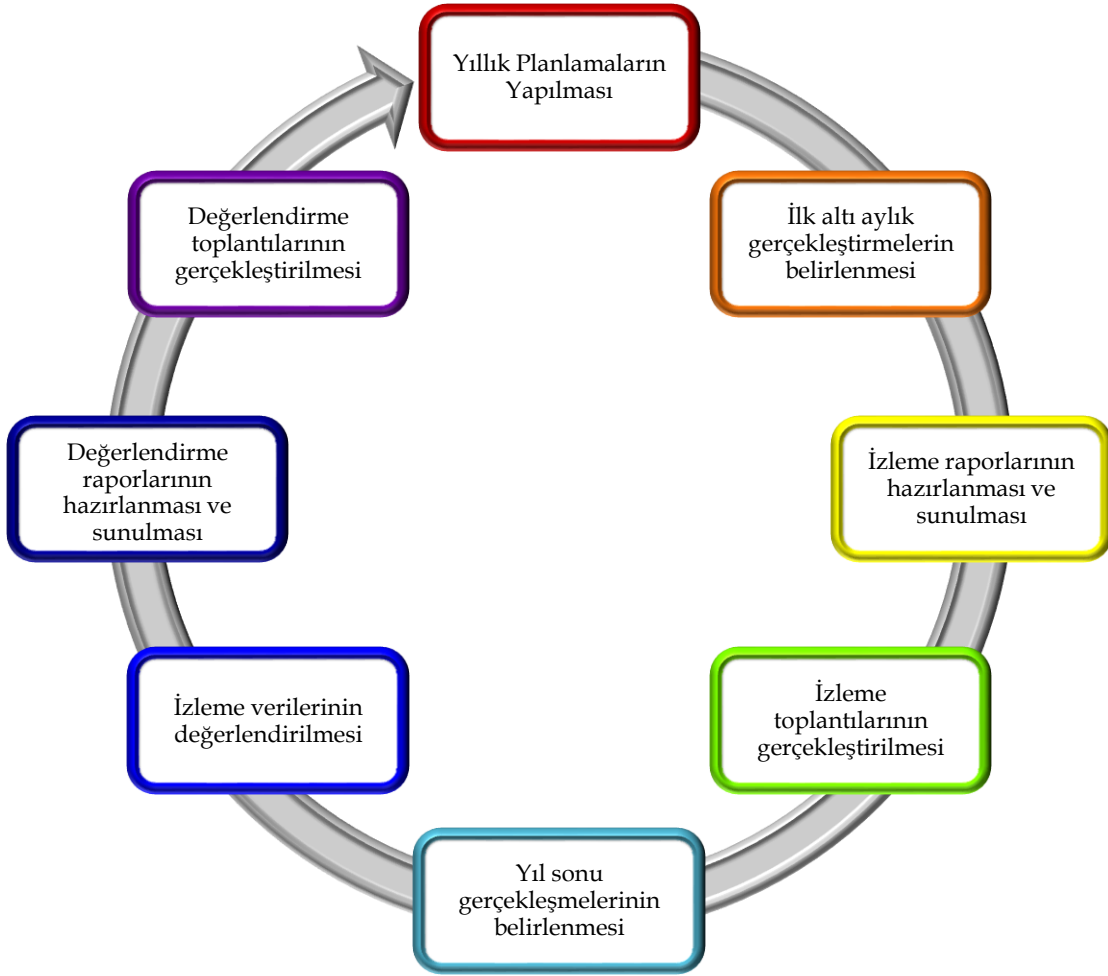 Yıllık Planlamaların
Yapılması
İlk altı aylık
gerçekleştirmelerin
belirlenmesi
İzleme raporlarının
hazırlanması ve
sunulması
İzleme
toplantılarının
gerçekleştirilmesi
Yıl sonu
gerçekleşmelerinin
belirlenmesi
İzleme verilerinin
değerlendirilmesi
Değerlendirme
raporlarının
hazırlanması ve
sunulması
Değerlendirme
toplantılarının
gerçekleştirilmesi